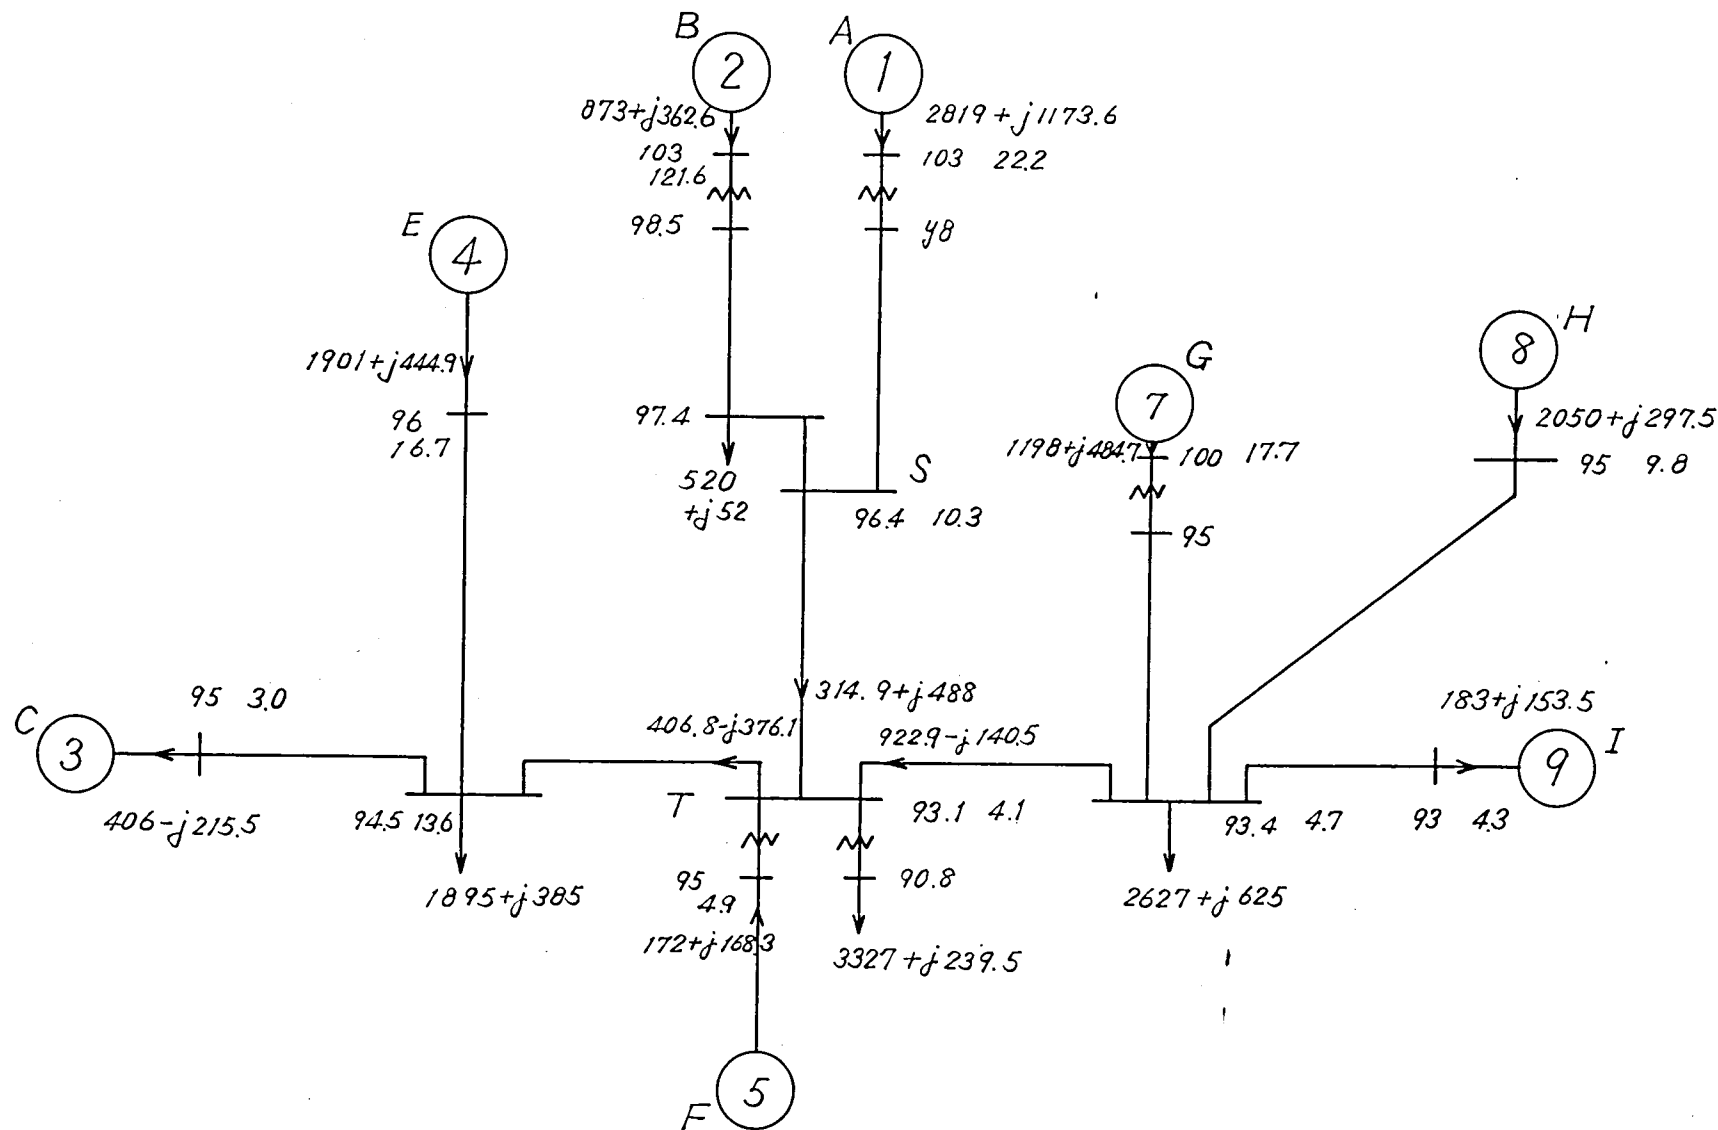 B
A
2
1
873+j362.6
2819+j1173.6
103
121.6
103 22.2
98.5
y8
E
4
H
8
G
7
1901+j444.9
96
16.7
97.4
2050+j297.5
1198+j484.7
100 17.7
95 9.8
520
+j52
S
96.4 10.3
95
95 3.0
314.9+j488
183+j153.5
C
3
406.8-j376.1
922.9-j140.5
I
9
T
406-j215.5
94.5 13.6
93.1 4.1
93.4 4.7
93 4.3
1895+j385
95
4.9
90.8
2627+j625
172+j168.3
3327+j239.5
5
F